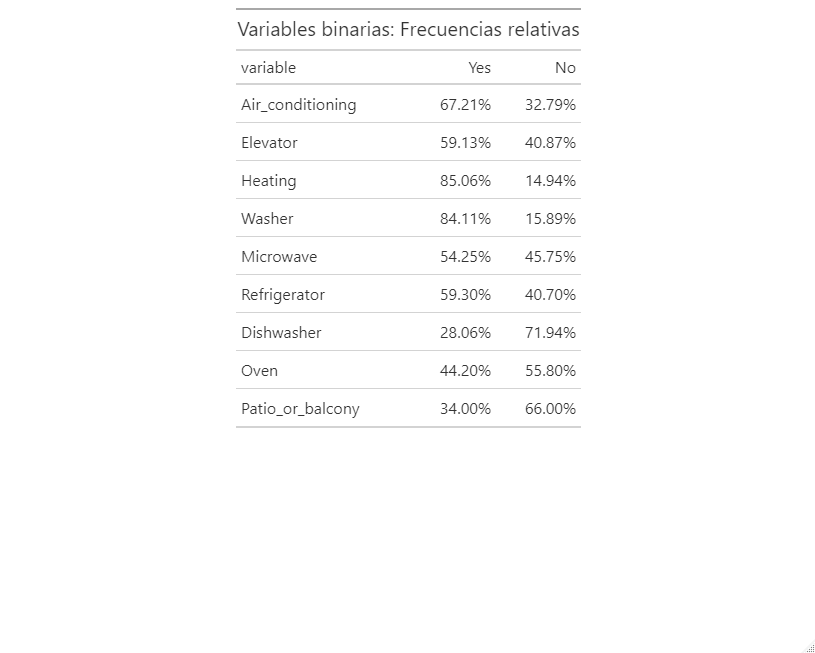 Variables binarias: Frecuencias relativas
variable Yes No
Air_conditioning 67.21% 32.79%
Elevator 59.13% 40.87%
Heating 85.06% 14.94%
Washer 84.11% 15.89%
Microwave 54.25% 45.75%
Refrigerator 59.30% 40.70%
Dishwasher 28.06% 71.94%
Oven 44.20% 55.80%
Patio_or_balcony 34.00% 66.00%